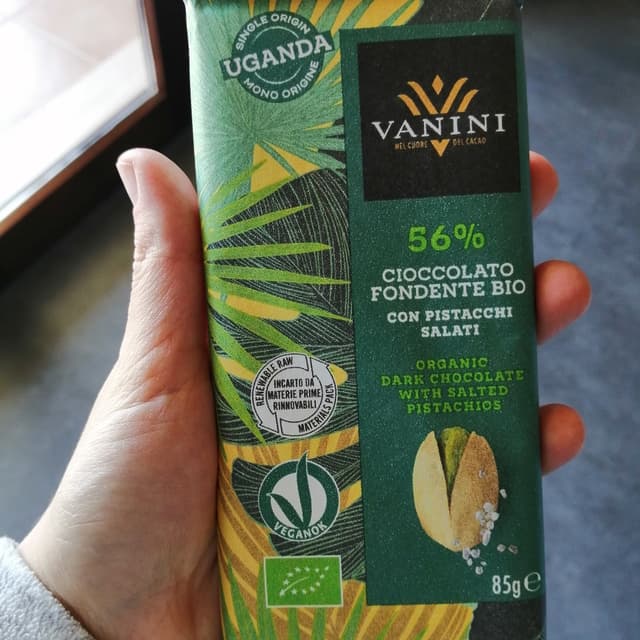 SINGLE ORIGIN
UGANDA
MONO ORIGINE
VANINI
NEL CUORE DEL CACAO
56%
CIOCCOLATO
FONDENTE BIO
CON PISTACCHI
SALATI
ORGANIC
DARK CHOCOLATE
WITH SALTED
PISTACHIOS
RENEWABLE RAW
INCARTO DA
MATERIE PRIME
RINNOVABILI
MATERIALS PACK
VEGANOK
85g e